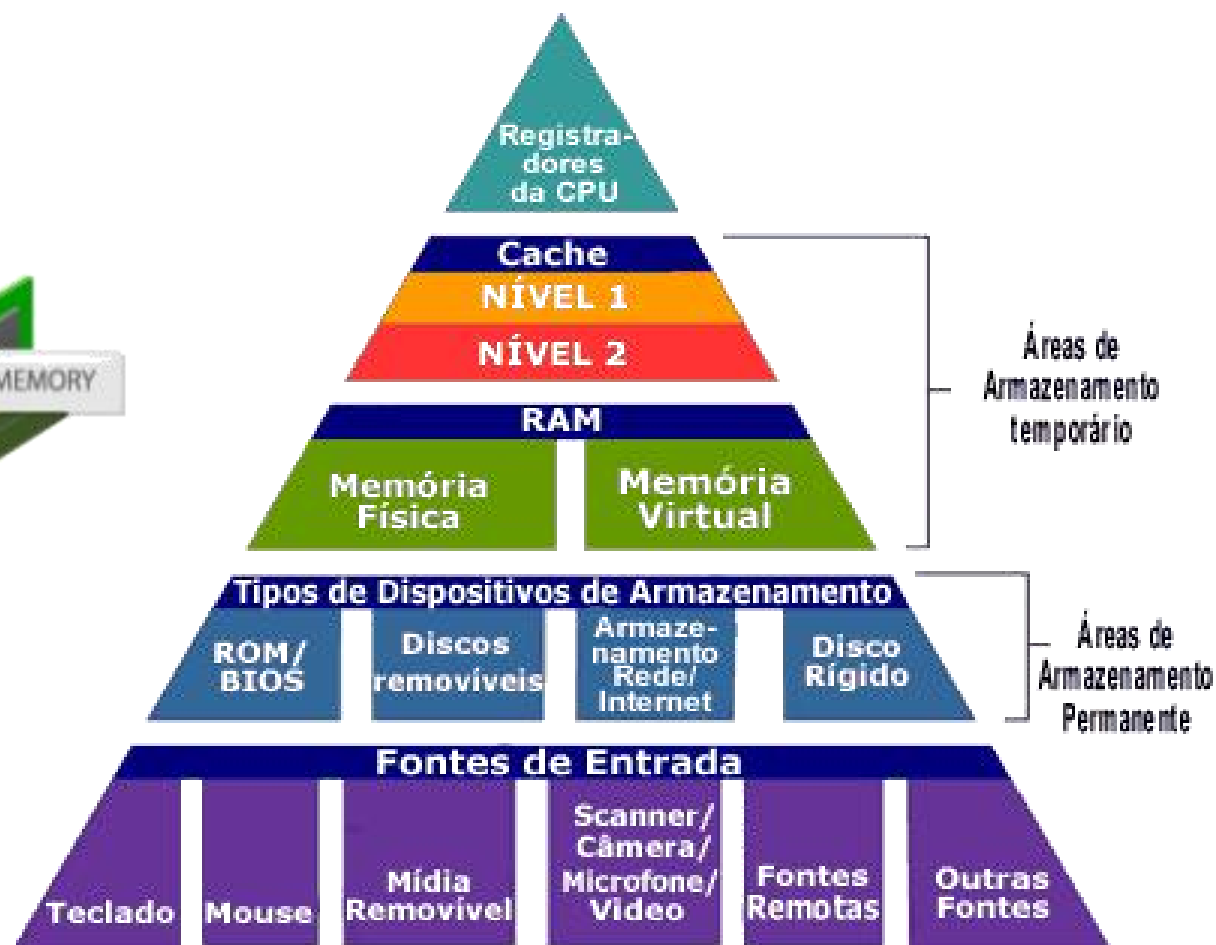 Registra-
dores
da CPU
Cache
NÍVEL 1
NÍVEL 2
RAM
Memória
Física
Memória
Virtual
Áreas de
Armazenamento
temporário
MEMORY
Tipos de Dispositivos de Armazenamento
ROM/
BIOS
Discos
removíveis
Armaze-
namento
Rede/
Internet
Disco
Rígido
Áreas de
Armazenamento
Permanente
Fontes de Entrada
Teclado
Mouse
Mídia
Removível
Scanner/
Câmera/
Microfone/
Video
Fontes
Remotas
Outras
Fontes